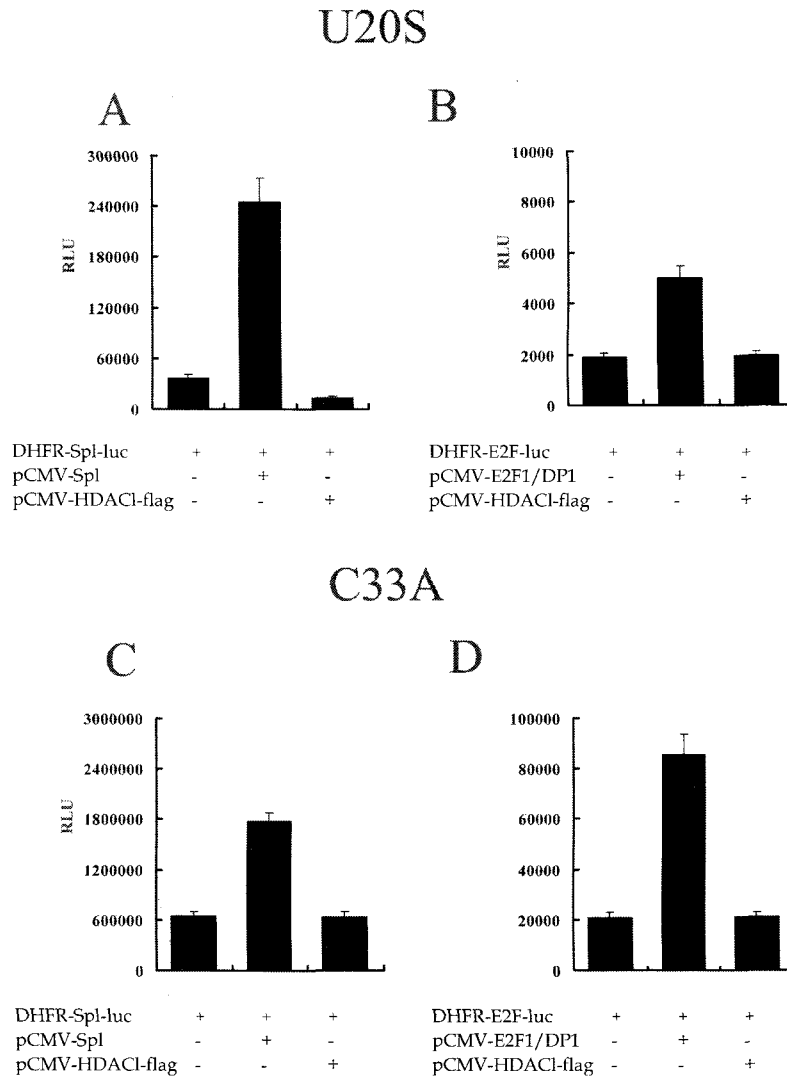 U20S
A
B
300000
240000
180000
120000
60000
0
RLU
10000
8000
6000
4000
2000
0
RLU
DHFR-Spl-luc + + +
pCMV-Spl - + -
pCMV-HDACl-flag - - +
DHFR-E2F-luc + + +
pCMV-E2F1/DP1 - + -
pCMV-HDACl-flag - - +
C33A
C
D
3000000
2400000
1800000
1200000
600000
0
RLU
100000
80000
60000
40000
20000
0
DHFR-Spl-luc + + +
pCMV-Spl - + -
pCMV-HDACl-flag - - +
DHFR-E2F-luc + + +
pCMV-E2F1/DP1 - + -
pCMV-HDACl-flag - - +